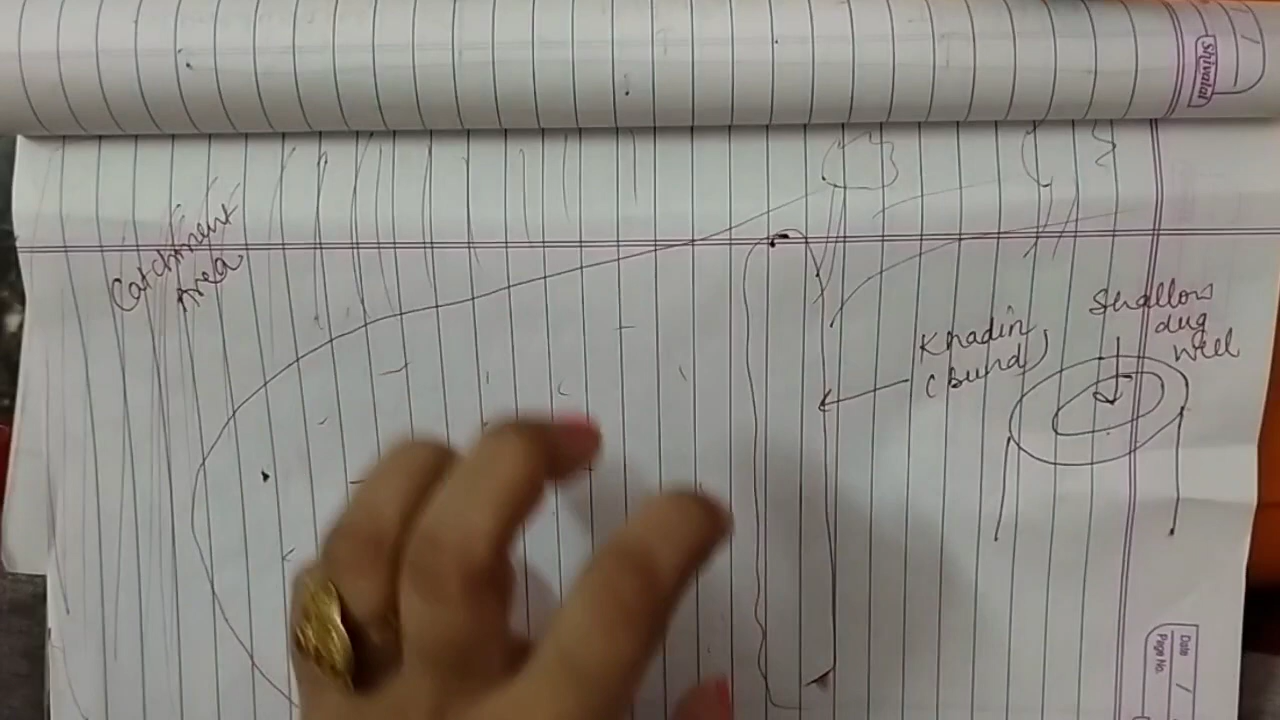 Shivalal
Catchment
Area
Khadin
(Bund)
Shallow
dug
well
Date
Page No.